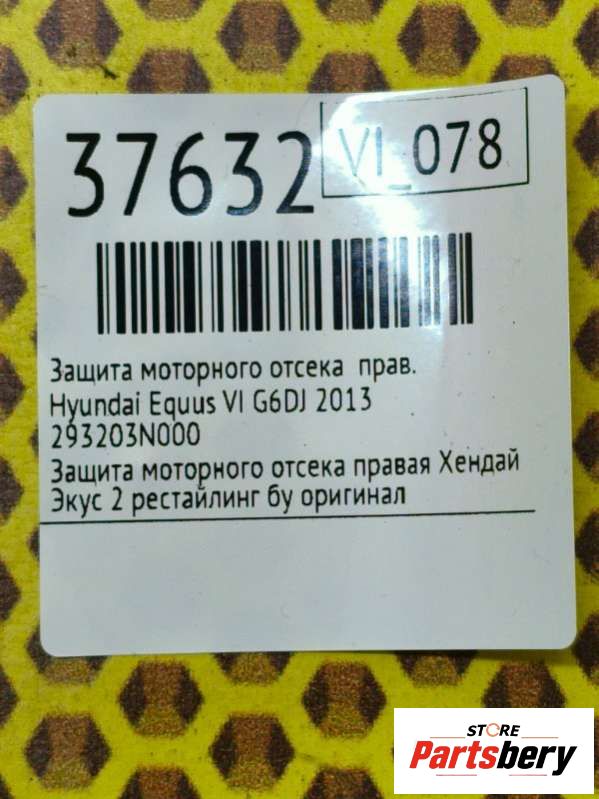 37632
VI_078
Защита моторного отсека прав.
Hyundai Equus VI G6DJ 2013
293203N000
Защита моторного отсека правая Хендай
Экус 2 рестайлинг бу оригинал
STORE
Partsbery